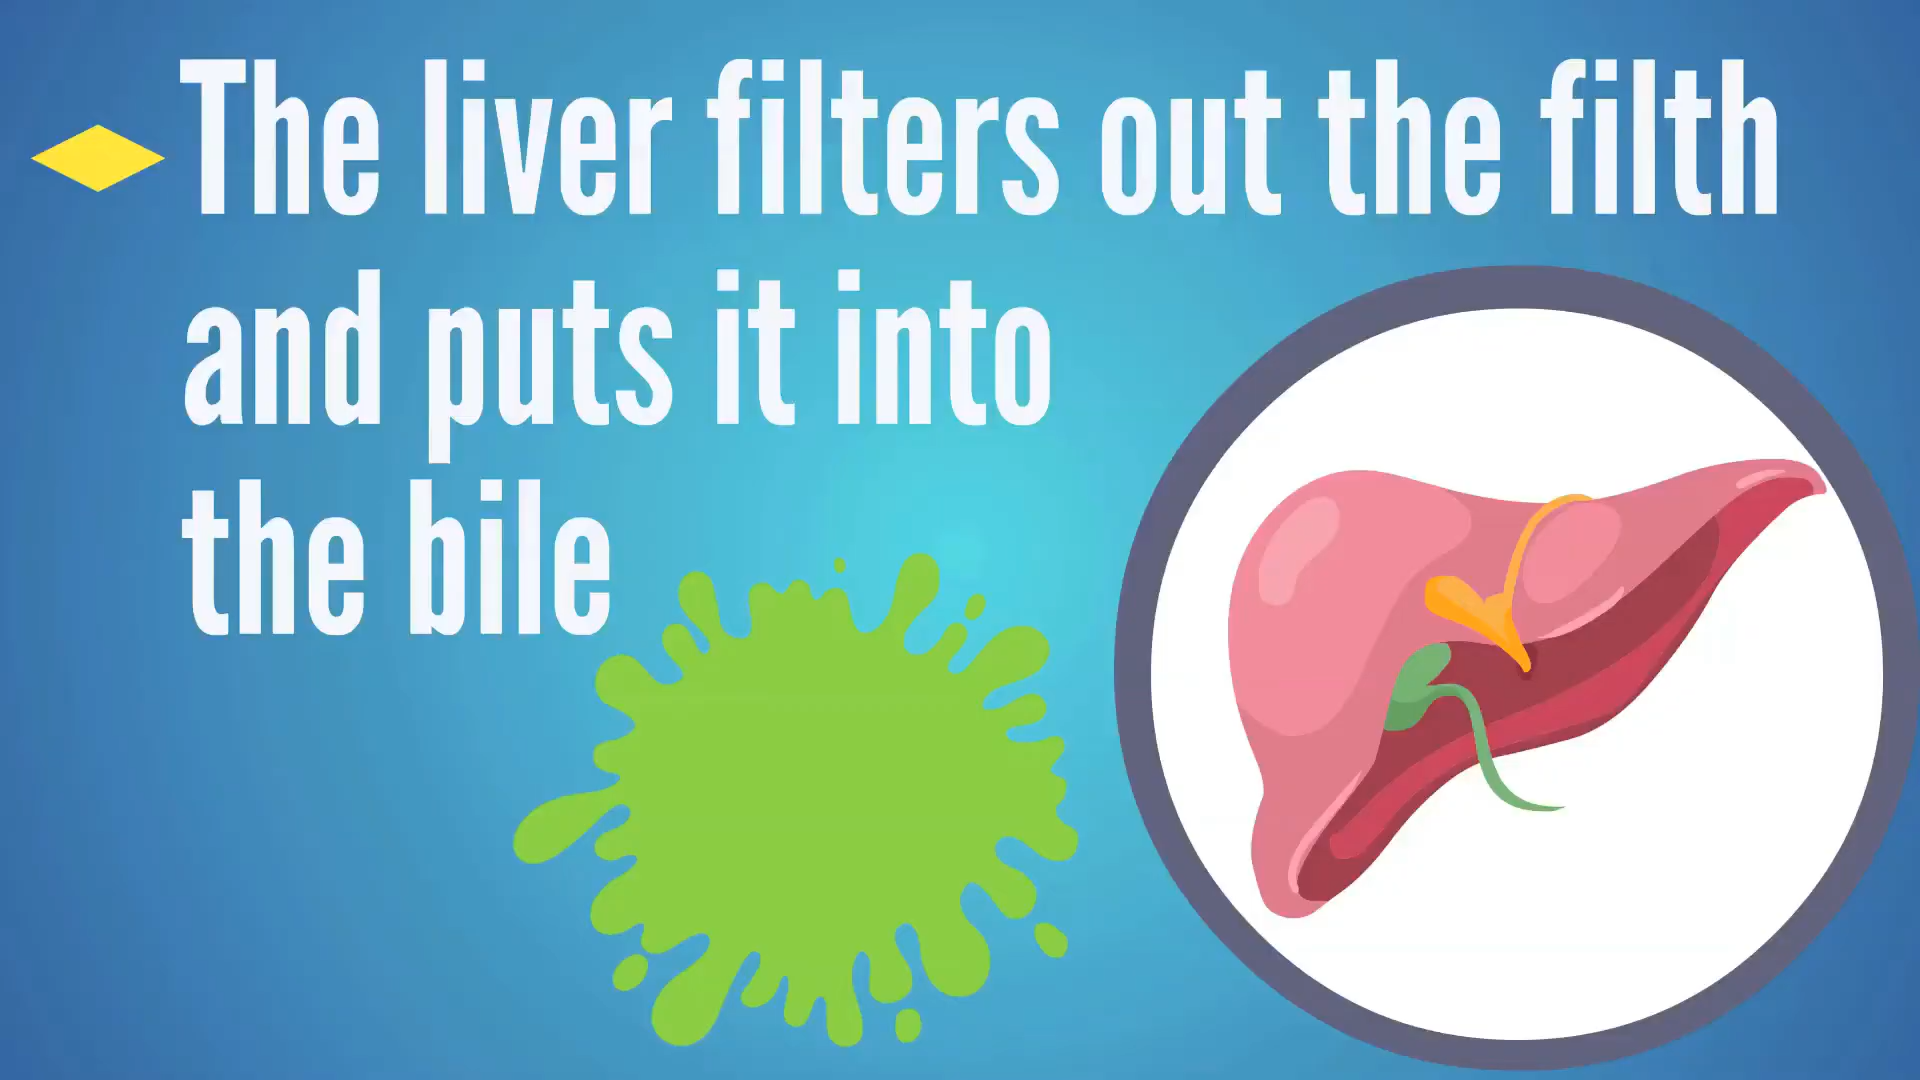 The liver filters out the filth
and puts it into
the bile